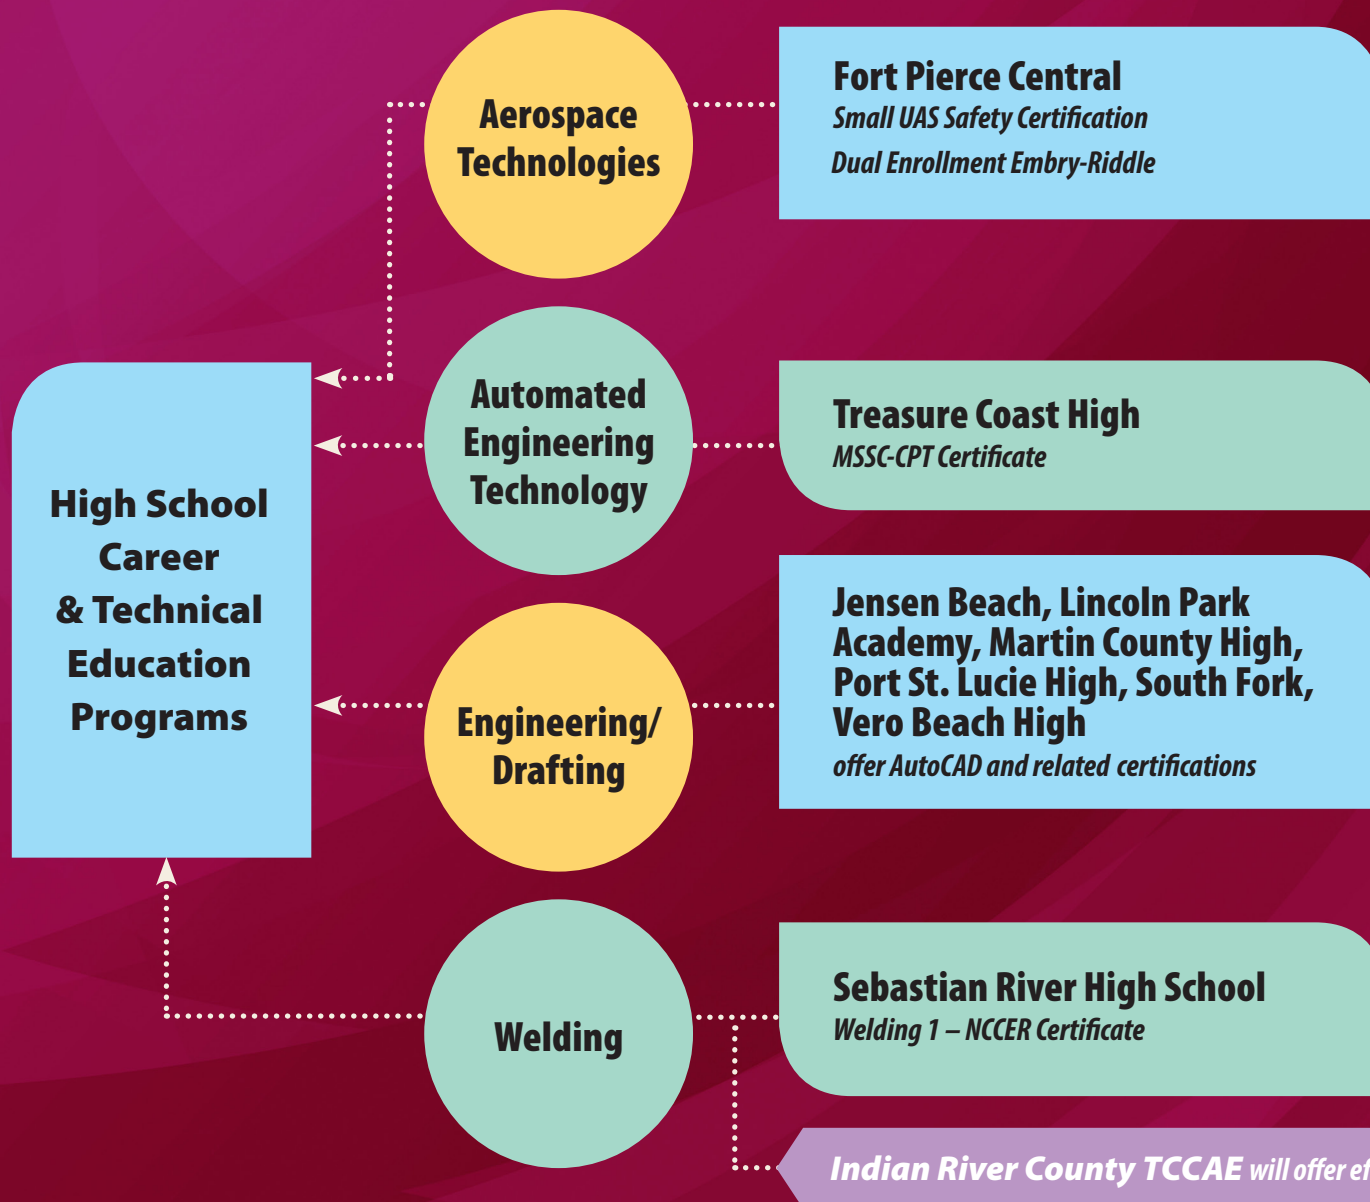 High School
Career
& Technical
Education
Programs
Aerospace
Technologies
Fort Pierce Central
Small UAS Safety Certification
Dual Enrollment Embry-Riddle
Automated
Engineering
Technology
Treasure Coast High
MSSC-CPT Certificate
Engineering/
Drafting
Jensen Beach, Lincoln Park
Academy, Martin County High,
Port St. Lucie High, South Fork,
Vero Beach High
offer AutoCAD and related certifications
Welding
Sebastian River High School
Welding 1 – NCCER Certificate
Indian River County TCCAE will offer